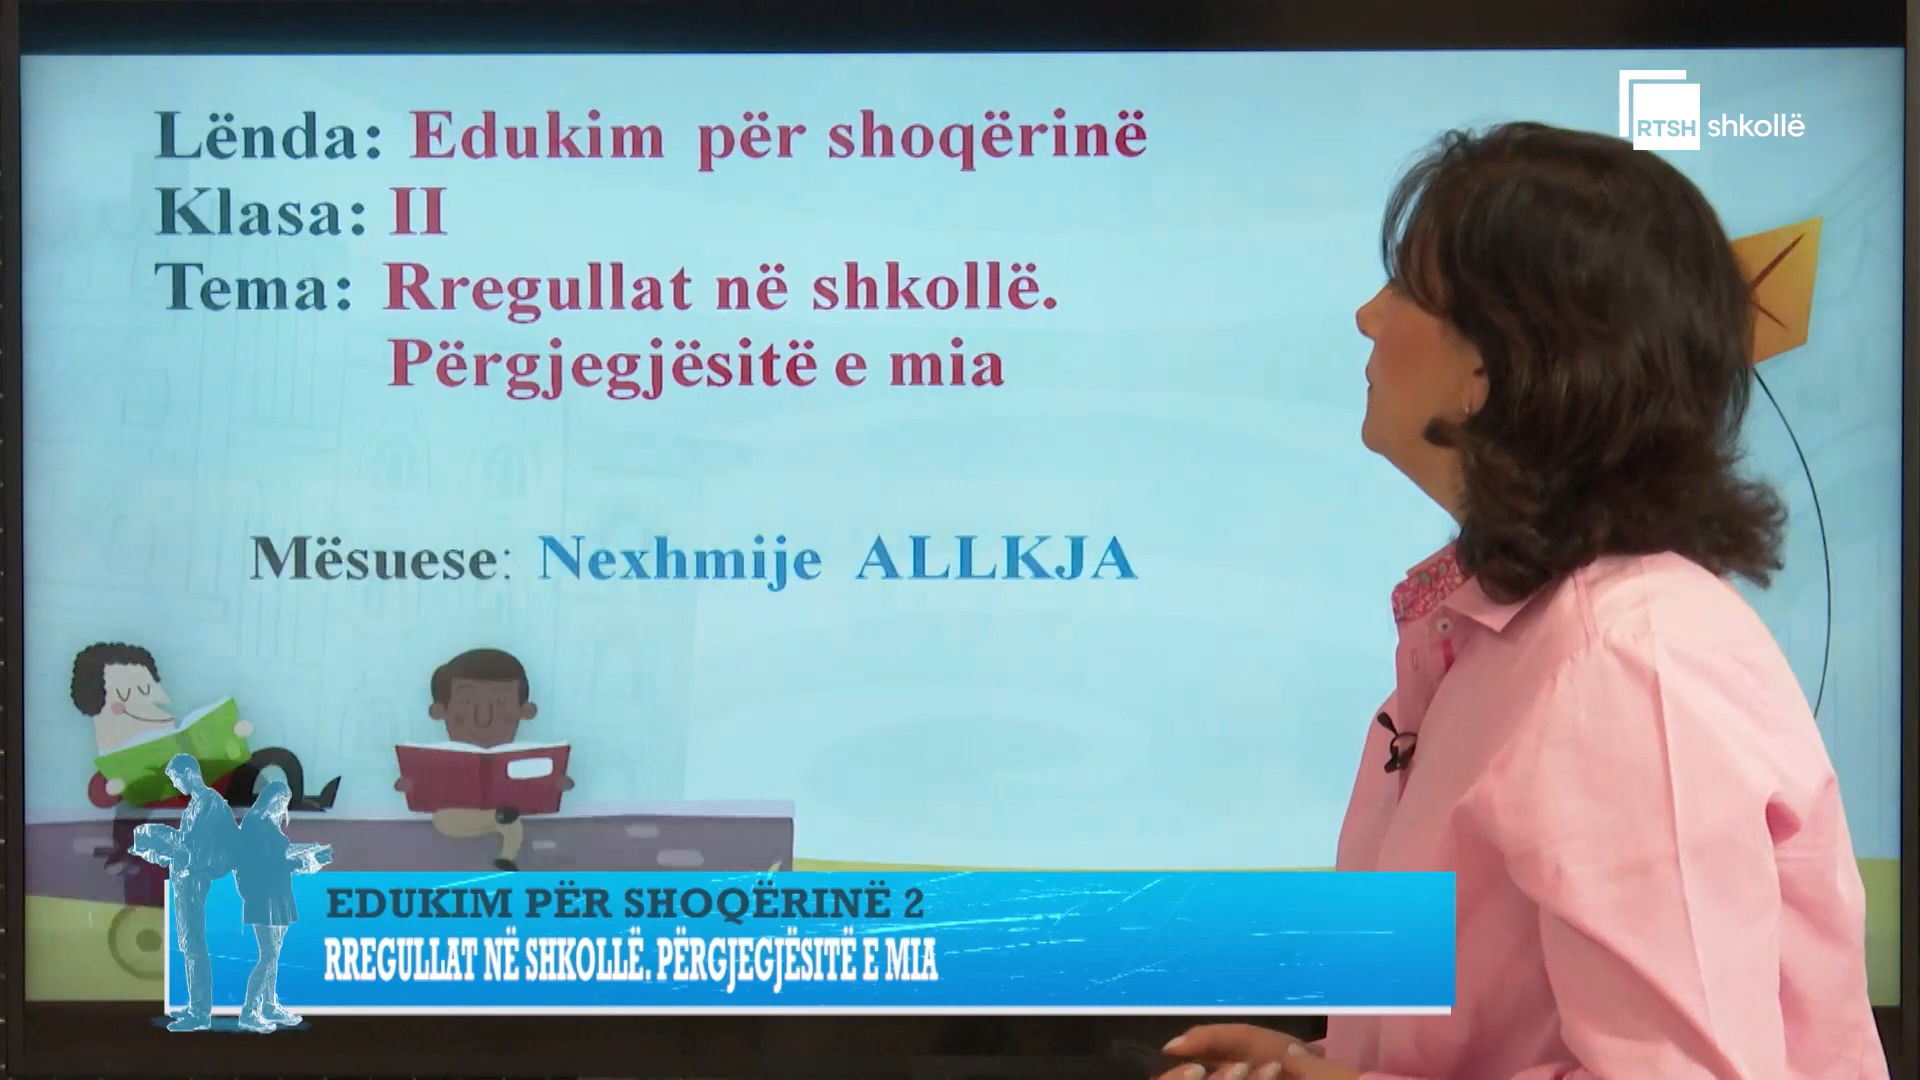 Lënda: Edukim për shoqërinë
Klasa: II
Tema: Rregullat në shkollë.
Përgjegjësitë e mia
Mësuese: Nexhmije ALLKJA
RTSH shkollë
EDUKIM PËR SHOQËRINË 2
RREGULLAT NË SHKOLLË. PËRGJEGJËSITË E MIA